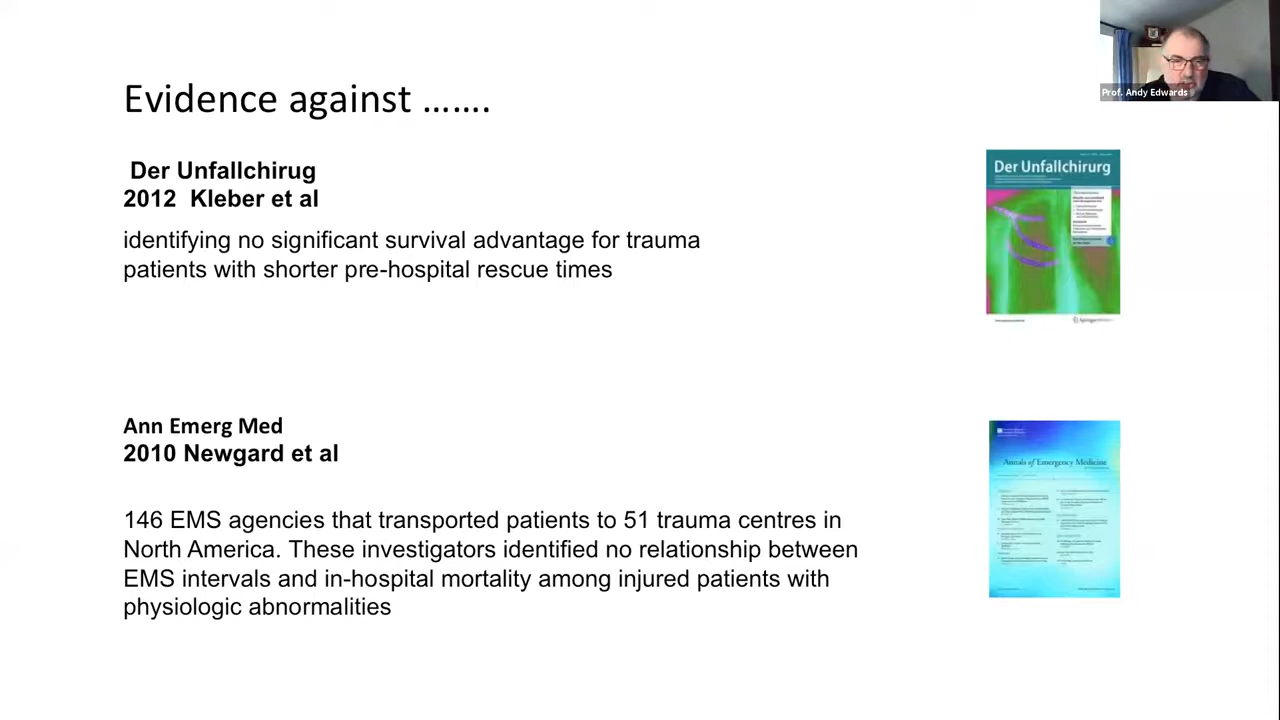 Evidence against …….
Prof. Andy Edwards
Der Unfallchirug
2012 Kleber et al
identifying no significant survival advantage for trauma
patients with shorter pre-hospital rescue times
Der Unfallchirurg
Springer
Ann Emerg Med
2010 Newgard et al
Annals of Emergency Medicine
146 EMS agencies that transported patients to 51 trauma centres in
North America. These investigators identified no relationship between
EMS intervals and in-hospital mortality among injured patients with
physiologic abnormalities